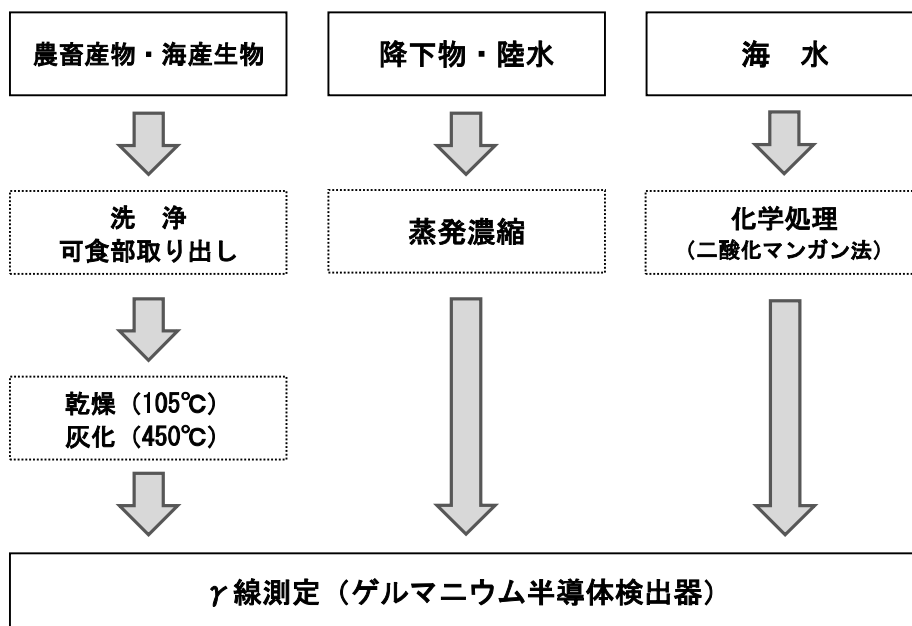 農畜産物・海産生物
降下物・陸水
海　水
洗　浄
可食部取り出し
蒸発濃縮
化学処理
（二酸化マンガン法）
乾燥（105℃）
灰化（450℃）
γ線測定（ゲルマニウム半導体検出器）